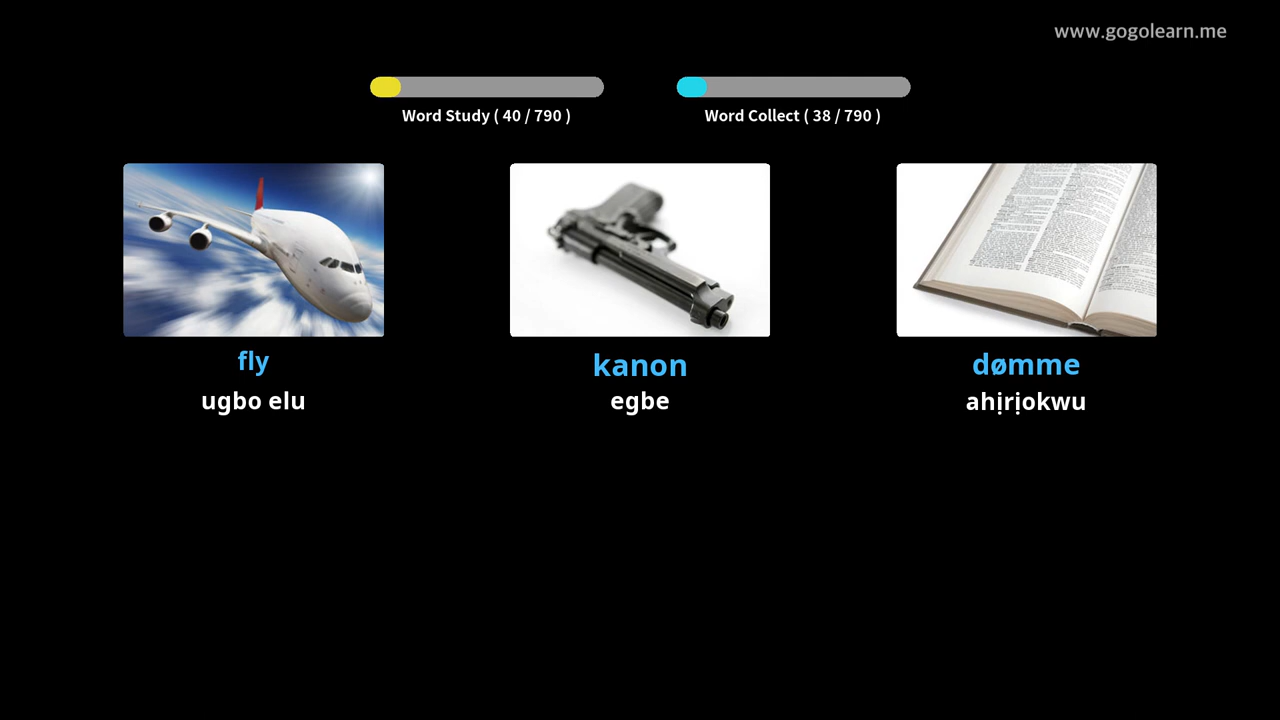 www.gogolearn.me
Word Study ( 40 / 790 )
Word Collect ( 38 / 790 )
fly
kanon
dømme
ugbo elu
egbe
ahịrịokwu